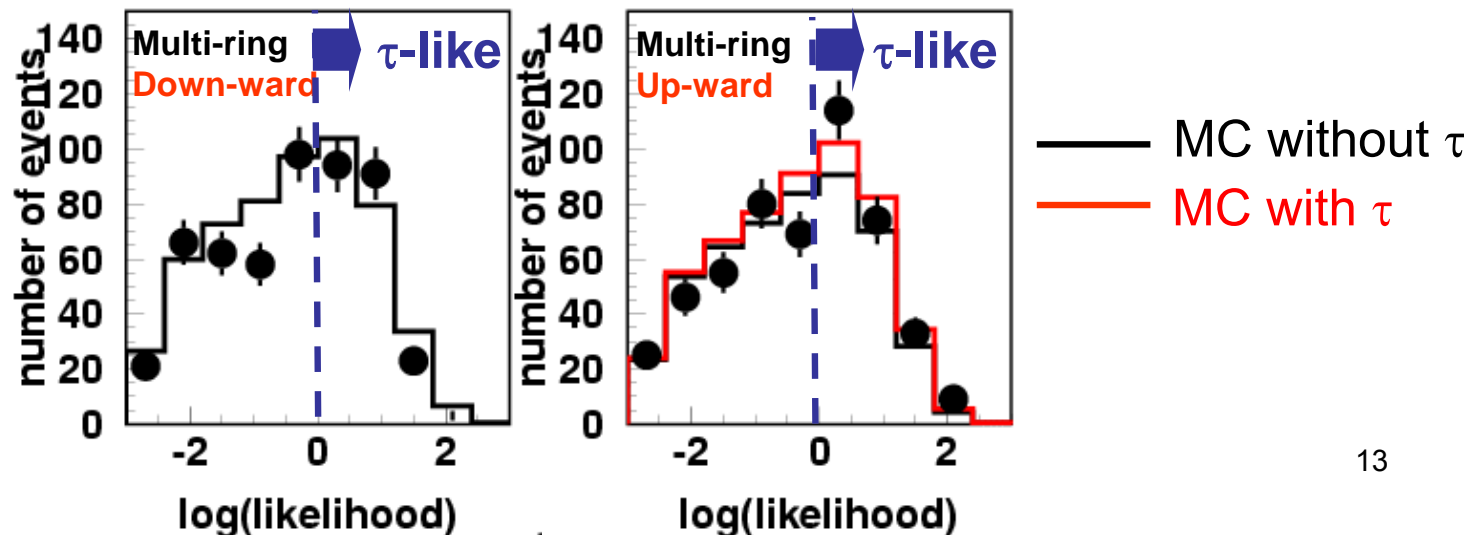 number of events
140
120
100
80
60
40
20
0
Multi-ring
Down-ward
τ-like
-2 0 2
log(likelihood)
number of events
140
120
100
80
60
40
20
0
Multi-ring
Up-ward
τ-like
-2 0 2
log(likelihood)
MC without τ
MC with τ
13